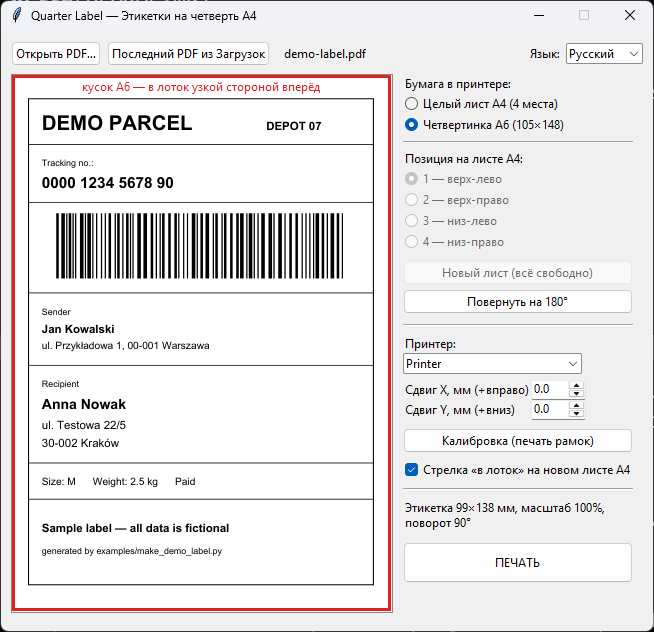 Quarter Label — Этикетки на четверть A4
Открыть PDF...
Последний PDF из Загрузок
demo-label.pdf
Язык:
Русский
кусок A6 — в лоток узкой стороной вперёд
DEMO PARCEL
DEPOT 07
Tracking no.:
0000 1234 5678 90
Sender
Jan Kowalski
ul. Przykładowa 1, 00-001 Warszawa
Recipient
Anna Nowak
ul. Testowa 22/5
30-002 Kraków
Size: M Weight: 2.5 kg Paid
Sample label — all data is fictional
generated by examples/make_demo_label.py
Бумага в принтере:
Целый лист A4 (4 места)
Четвертинка A6 (105×148)
Позиция на листе A4:
1 — верх-лево
2 — верх-право
3 — низ-лево
4 — низ-право
Новый лист (всё свободно)
Повернуть на 180°
Принтер:
Printer
Сдвиг X, мм (+вправо) 0.0
Сдвиг Y, мм (+вниз) 0.0
Калибровка (печать рамок)
Стрелка «в лоток» на новом листе A4
Этикетка 99×138 мм, масштаб 100%,
поворот 90°
ПЕЧАТЬ